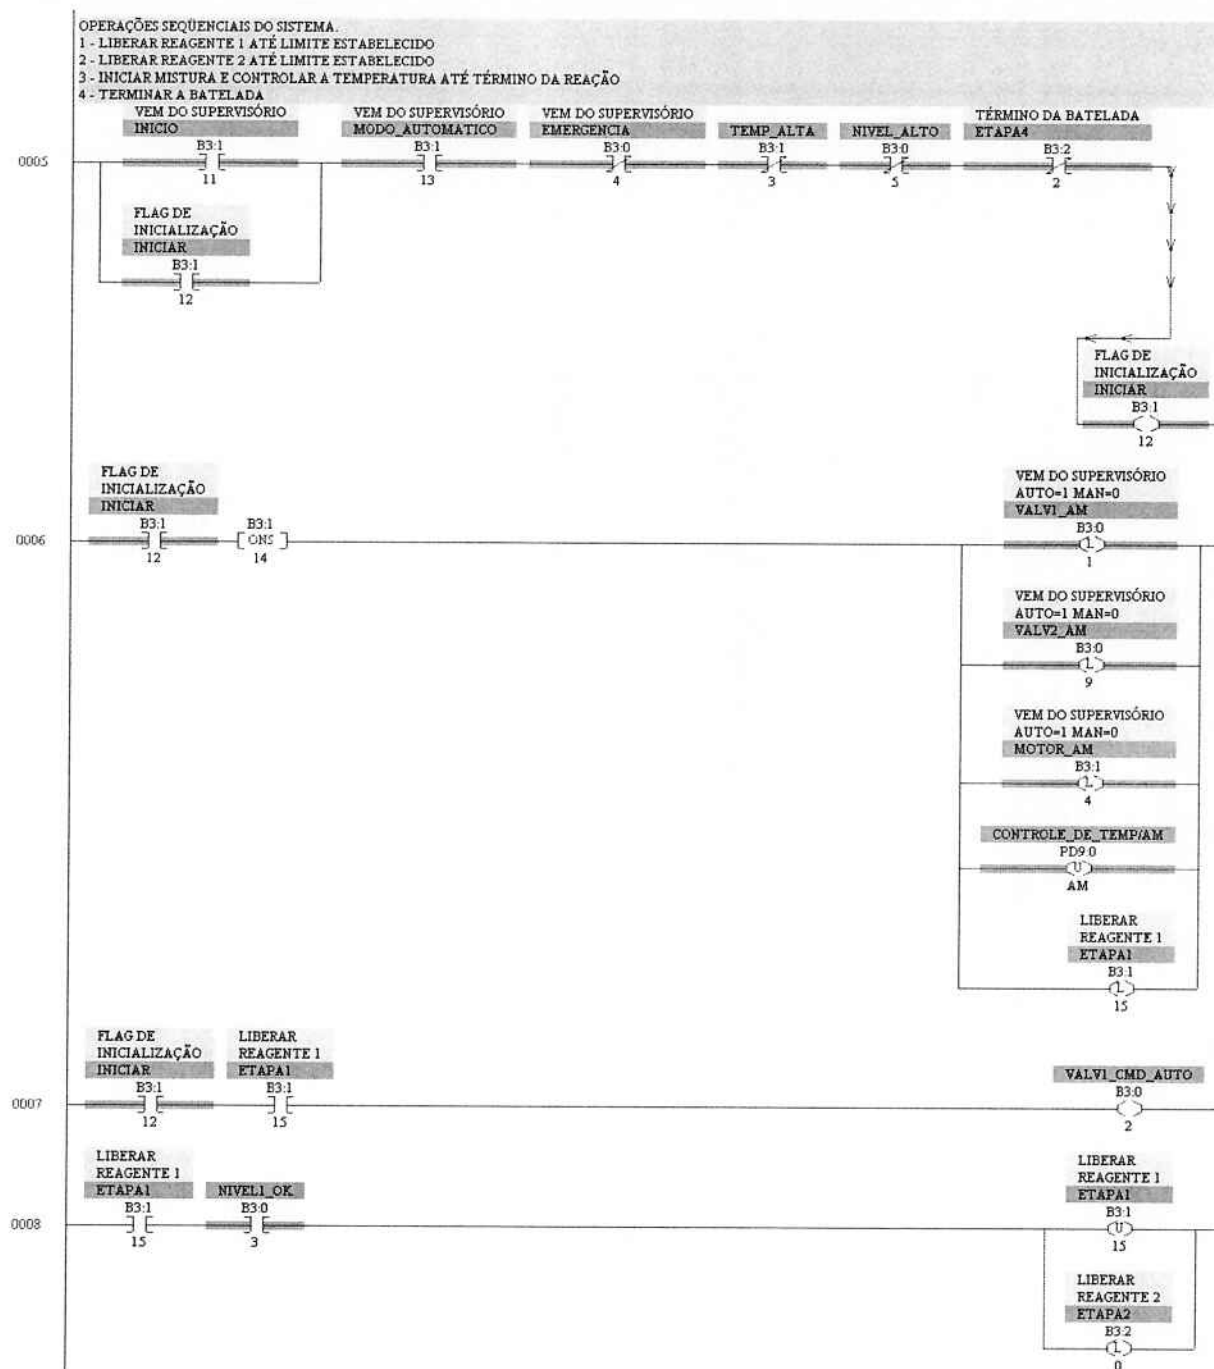 OPERAÇÕES SEQÜENCIAIS DO SISTEMA.
1 - LIBERAR REAGENTE 1 ATÉ LIMITE ESTABELECIDO
2 - LIBERAR REAGENTE 2 ATÉ LIMITE ESTABELECIDO
3 - INICIAR MISTURA E CONTROLAR A TEMPERATURA ATÉ TÉRMINO DA REAÇÃO
4 - TERMINAR A BATELADA
0005
VEM DO SUPERVISÓRIO
INICIO
B3:1
11
VEM DO SUPERVISÓRIO
MODO_AUTOMATICO
B3:1
13
VEM DO SUPERVISÓRIO
EMERGENCIA
B3:0
4
TEMP_ALTA
B3:1
3
NIVEL_ALTO
B3:0
5
TÉRMINO DA BATELADA
ETAPA4
B3:2
2
FLAG DE
INICIALIZAÇÃO
INICIAR
B3:1
12
FLAG DE
INICIALIZAÇÃO
INICIAR
B3:1
12
0006
FLAG DE
INICIALIZAÇÃO
INICIAR
B3:1
12
B3:1
ONS
14
VEM DO SUPERVISÓRIO
AUTO=1 MAN=0
VALV1_AM
B3:0
L
1
VEM DO SUPERVISÓRIO
AUTO=1 MAN=0
VALV2_AM
B3:0
L
9
VEM DO SUPERVISÓRIO
AUTO=1 MAN=0
MOTOR_AM
B3:1
L
4
CONTROLE_DE_TEMP/AM
PD9:0
U
AM
LIBERAR
REAGENTE 1
ETAPA1
B3:1
L
15
0007
FLAG DE
INICIALIZAÇÃO
INICIAR
B3:1
12
LIBERAR
REAGENTE 1
ETAPA1
B3:1
15
VALV1_CMD_AUTO
B3:0
2
0008
LIBERAR
REAGENTE 1
ETAPA1
B3:1
15
NIVEL1_OK
B3:0
3
LIBERAR
REAGENTE 1
ETAPA1
B3:1
U
15
LIBERAR
REAGENTE 2
ETAPA2
B3:2
L
0